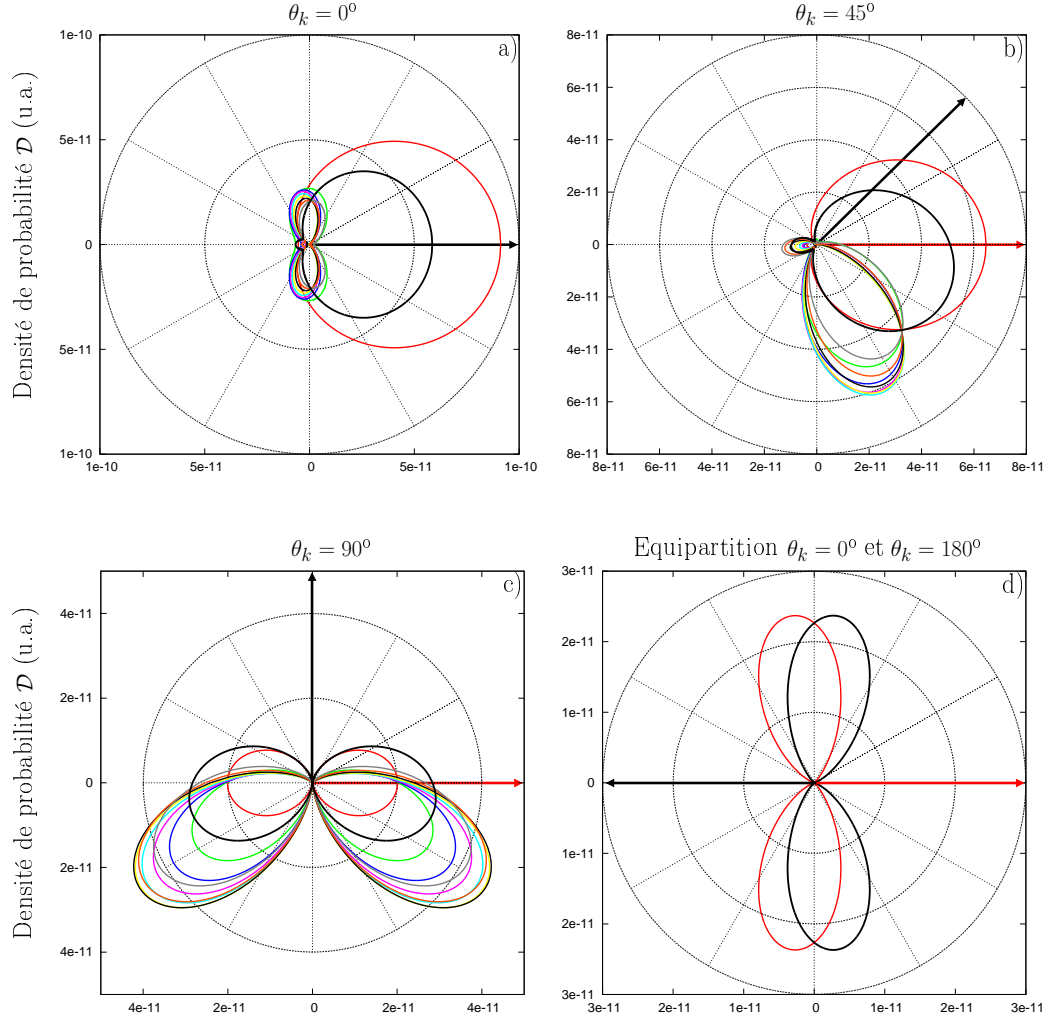 θ_k = 0°
θ_k = 45°
Densité de probabilité 𝒟 (u.a.)
a)
1e-10
5e-11
0
5e-11
1e-10
1e-10
5e-11
0
5e-11
1e-10
b)
8e-11
6e-11
4e-11
2e-11
0
2e-11
4e-11
6e-11
8e-11
8e-11
6e-11
4e-11
2e-11
0
2e-11
4e-11
6e-11
8e-11
θ_k = 90°
Equipartition θ_k = 0° et θ_k = 180°
Densité de probabilité 𝒟 (u.a.)
c)
4e-11
2e-11
0
2e-11
4e-11
4e-11
2e-11
0
2e-11
4e-11
d)
3e-11
2e-11
1e-11
0
1e-11
2e-11
3e-11
3e-11
2e-11
1e-11
0
1e-11
2e-11
3e-11